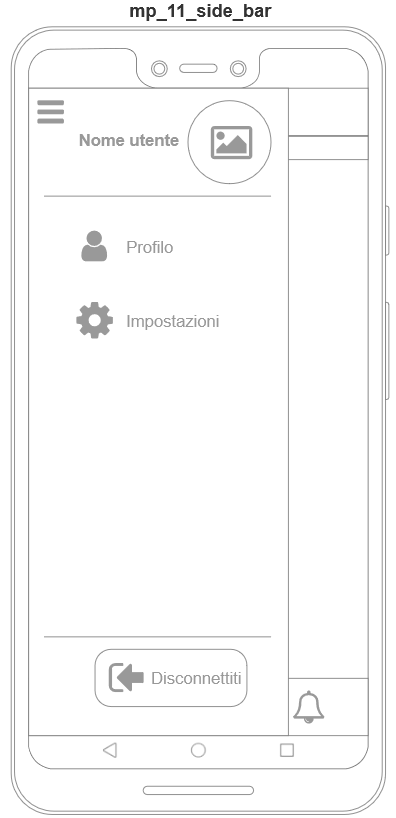 mp_11_side_bar
Nome utente
Profilo
Impostazioni
Disconnettiti